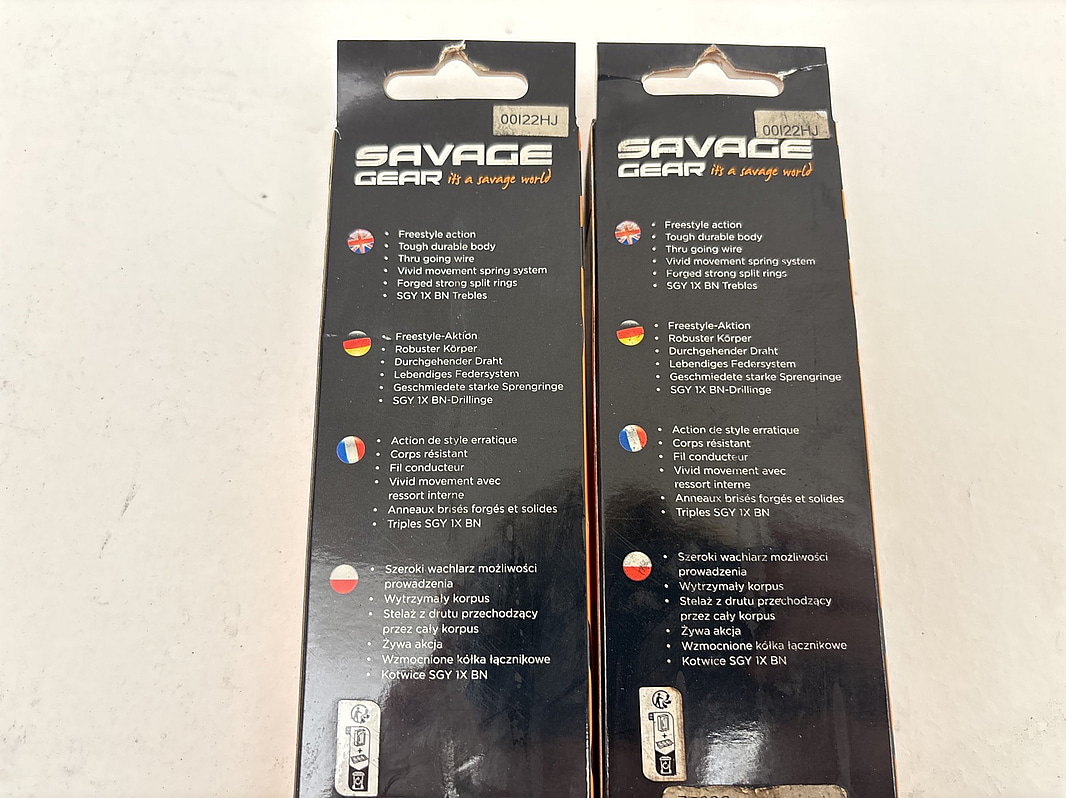 00I22HJ
SAVAGE
GEAR it's a savage world
• Freestyle action
• Tough durable body
• Thru going wire
• Vivid movement spring system
• Forged strong split rings
• SGY 1X BN Trebles
• Freestyle-Aktion
• Robuster Körper
• Durchgehender Draht
• Lebendiges Federsystem
• Geschmiedete starke Sprengringe
• SGY 1X BN-Drillinge
• Action de style erratique
• Corps résistant
• Fil conducteur
• Vivid movement avec
ressort interne
• Anneaux brisés forgés et solides
• Triples SGY 1X BN
• Szeroki wachlarz możliwości
prowadzenia
• Wytrzymały korpus
• Stelaż z drutu przechodzący
przez cały korpus
• Żywa akcja
• Wzmocnione kółka łącznikowe
• Kotwice SGY 1X BN
00I22HJ
SAVAGE
GEAR it's a savage world
• Freestyle action
• Tough durable body
• Thru going wire
• Vivid movement spring system
• Forged strong split rings
• SGY 1X BN Trebles
• Freestyle-Aktion
• Robuster Körper
• Durchgehender Draht
• Lebendiges Federsystem
• Geschmiedete starke Sprengringe
• SGY 1X BN-Drillinge
• Action de style erratique
• Corps résistant
• Fil conducteur
• Vivid movement avec
ressort interne
• Anneaux brisés forgés et solides
• Triples SGY 1X BN
• Szeroki wachlarz możliwości
prowadzenia
• Wytrzymały korpus
• Stelaż z drutu przechodzący
przez cały korpus
• Żywa akcja
• Wzmocnione kółka łącznikowe
• Kotwice SGY 1X BN